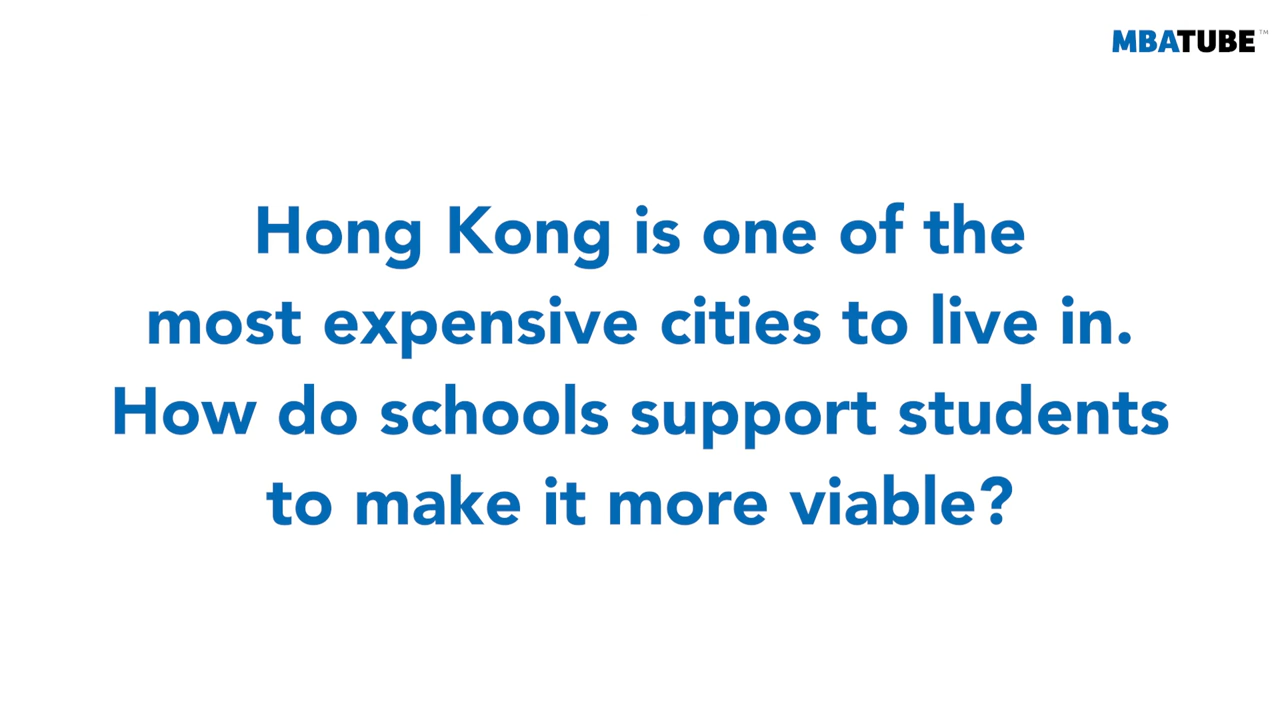 MBATUBE™
Hong Kong is one of the
most expensive cities to live in.
How do schools support students
to make it more viable?